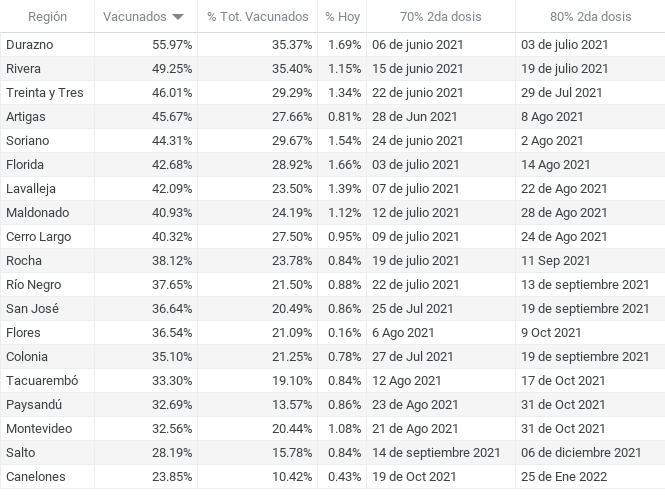 Región Vacunados % Tot. Vacunados % Hoy 70% 2da dosis 80% 2da dosis
Durazno 55.97% 35.37% 1.69% 06 de junio 2021 03 de julio 2021
Rivera 49.25% 35.40% 1.15% 15 de junio 2021 19 de julio 2021
Treinta y Tres 46.01% 29.29% 1.34% 22 de junio 2021 29 de Jul 2021
Artigas 45.67% 27.66% 0.81% 28 de Jun 2021 8 Ago 2021
Soriano 44.31% 29.67% 1.54% 24 de junio 2021 2 Ago 2021
Florida 42.68% 28.92% 1.66% 03 de julio 2021 14 Ago 2021
Lavalleja 42.09% 23.50% 1.39% 07 de julio 2021 22 de Ago 2021
Maldonado 40.93% 24.19% 1.12% 12 de julio 2021 28 de Ago 2021
Cerro Largo 40.32% 27.50% 0.95% 09 de julio 2021 24 de Ago 2021
Rocha 38.12% 23.78% 0.84% 19 de julio 2021 11 Sep 2021
Río Negro 37.65% 21.50% 0.88% 22 de julio 2021 13 de septiembre 2021
San José 36.64% 20.49% 0.86% 25 de Jul 2021 19 de septiembre 2021
Flores 36.54% 21.09% 0.16% 6 Ago 2021 9 Oct 2021
Colonia 35.10% 21.25% 0.78% 27 de Jul 2021 19 de septiembre 2021
Tacuarembó 33.30% 19.10% 0.84% 12 Ago 2021 17 de Oct 2021
Paysandú 32.69% 13.57% 0.86% 23 de Ago 2021 31 de Oct 2021
Montevideo 32.56% 20.44% 1.08% 21 de Ago 2021 31 de Oct 2021
Salto 28.19% 15.78% 0.84% 14 de septiembre 2021 06 de diciembre 2021
Canelones 23.85% 10.42% 0.43% 19 de Oct 2021 25 de Ene 2022